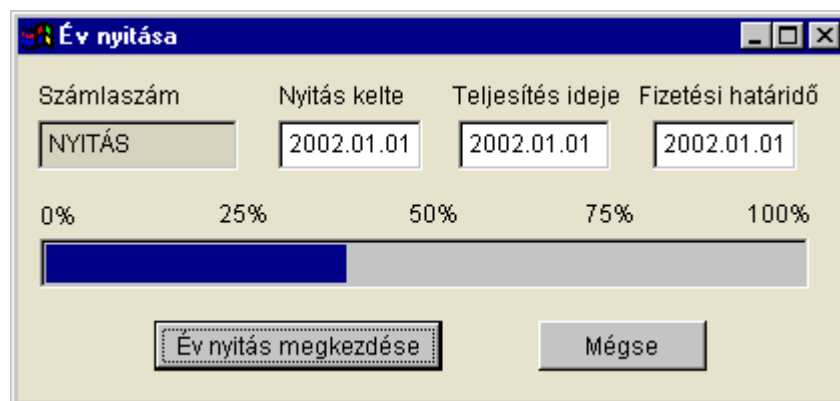 Év nyitása
Számlaszám Nyitás kelte Teljesítés ideje Fizetési határidő
NYITÁS 2002.01.01 2002.01.01 2002.01.01
0% 25% 50% 75% 100%
Év nyitás megkezdése Mégse